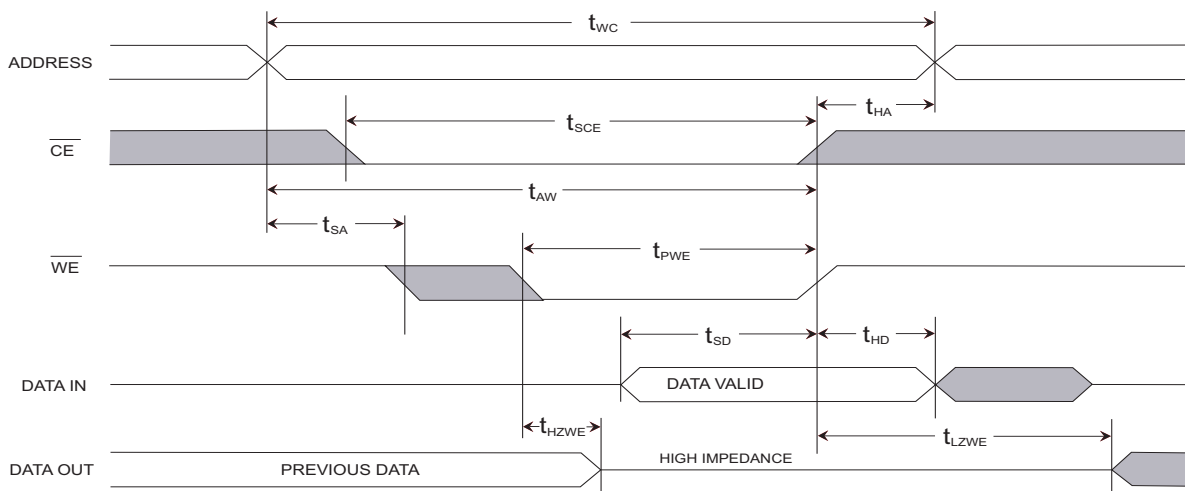 tWC
ADDRESS
tHA
tSCE
CE
tAW
tSA
tPWE
WE
tSD
tHD
DATA IN
DATA VALID
tHZWE
tLZWE
DATA OUT
PREVIOUS DATA
HIGH IMPEDANCE